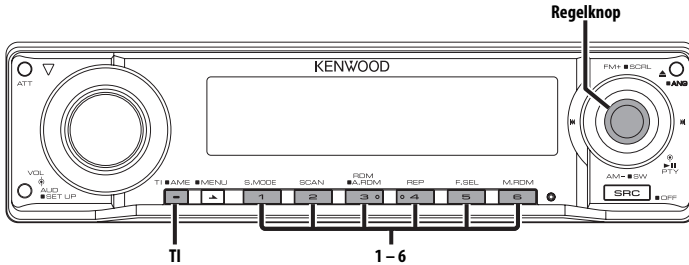 Regelknop
KENWOOD
ATT
FM+ ■SCRL
■ANG
VOL
AUD
■SET UP
TI ■AME
■MENU
S.MODE
SCAN
RDM
■A.RDM
REP
F.SEL
M.RDM
1
2
3
4
5
6
PTY
AM– ■SW
SRC
■OFF
TI
1 – 6